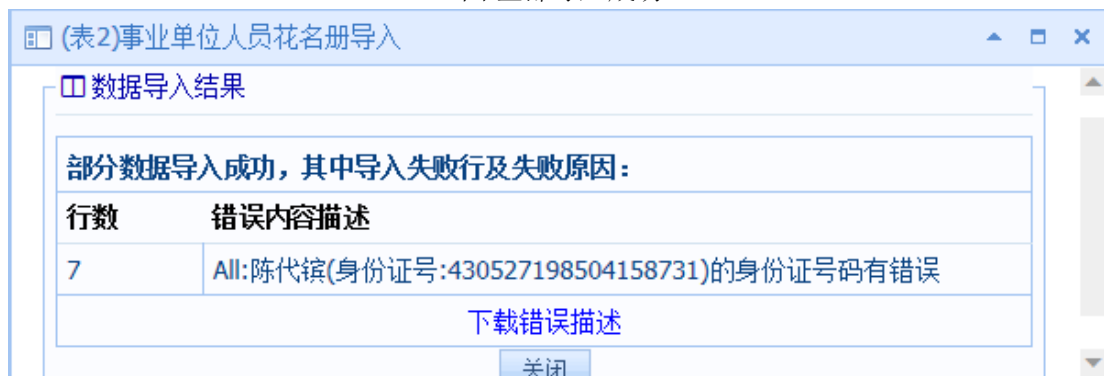 (表2)事业单位人员花名册导入
数据导入结果
部分数据导入成功，其中导入失败行及失败原因：
行数 错误内容描述
7 All:陈代镔(身份证号:430527198504158731)的身份证号码有错误
下载错误描述
关闭